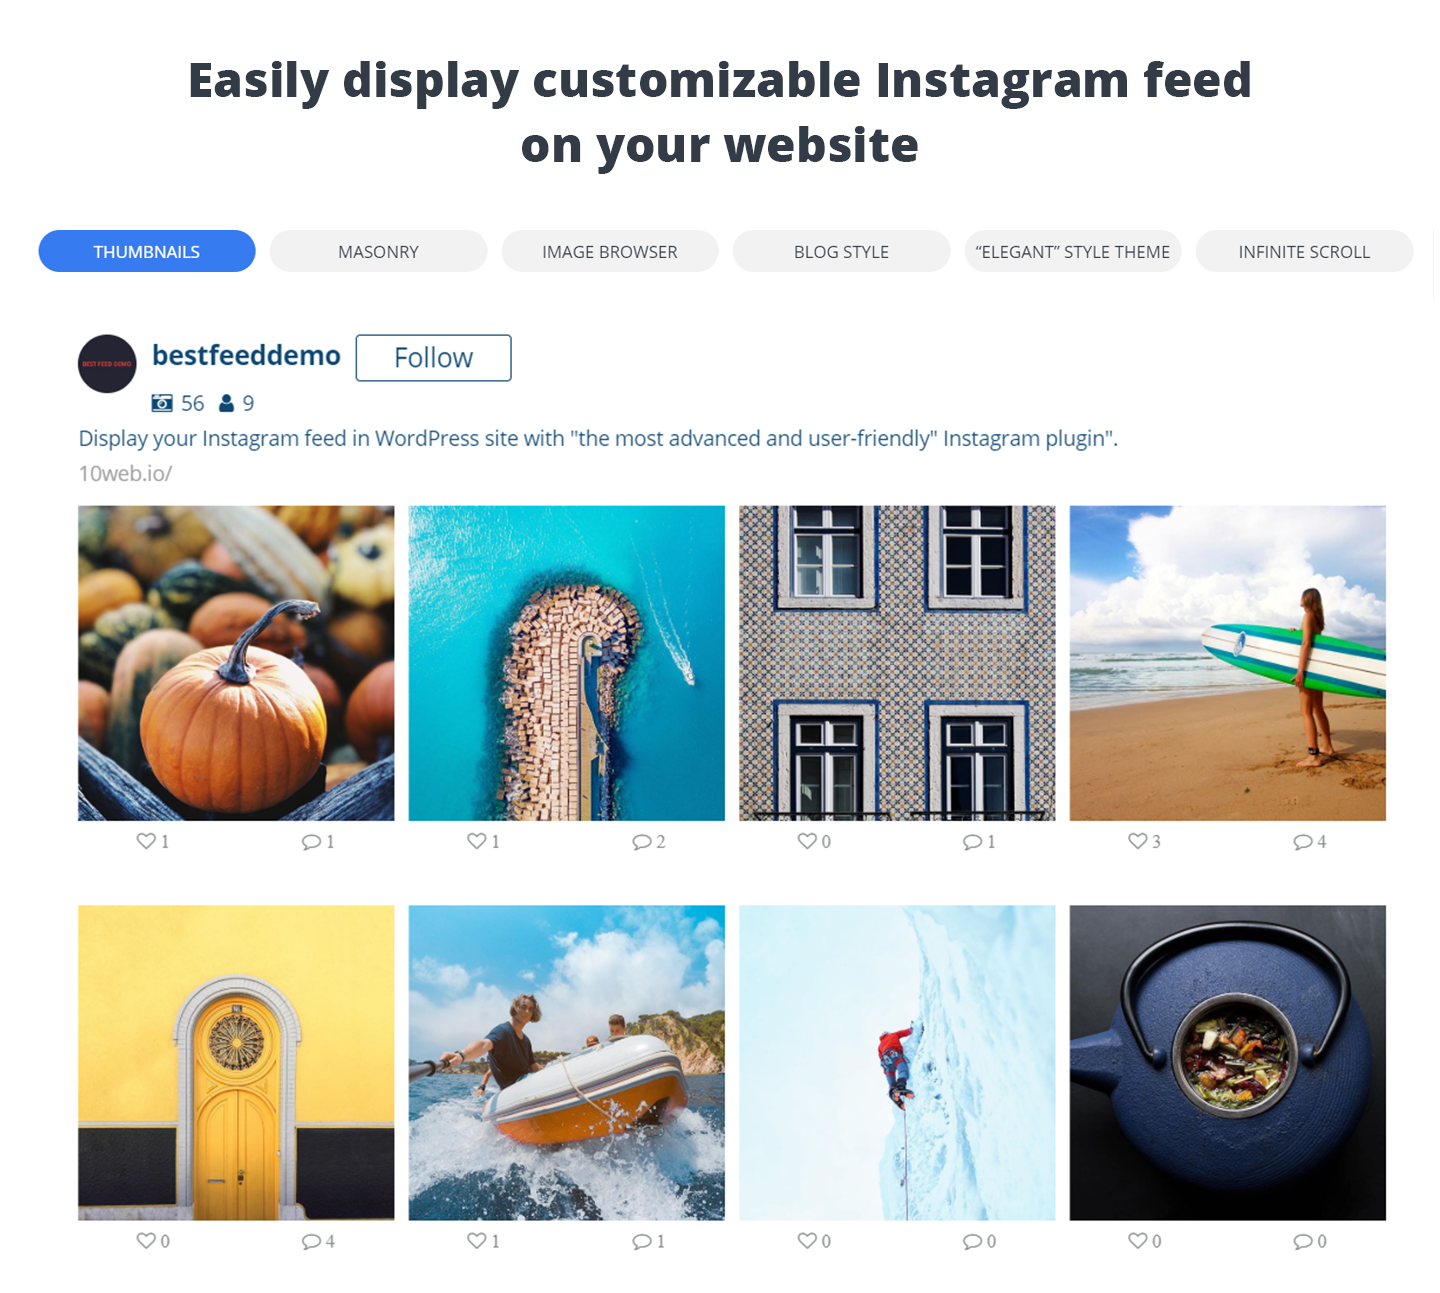 Easily display customizable Instagram feed
on your website
THUMBNAILS
MASONRY
IMAGE BROWSER
BLOG STYLE
“ELEGANT” STYLE THEME
INFINITE SCROLL
BEST FEED DEMO
bestfeeddemo
Follow
56 9
Display your Instagram feed in WordPress site with "the most advanced and user-friendly" Instagram plugin".
10web.io/
1 1
1 2
0 1
3 4
0 4
1 1
0 0
0 0